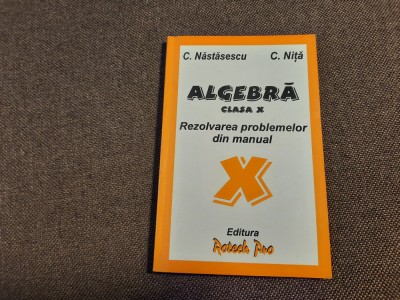 C. Năstăsescu C. Niță
ALGEBRĂ
CLASA X
Rezolvarea problemelor
din manual
X
Editura
Rotech Pro